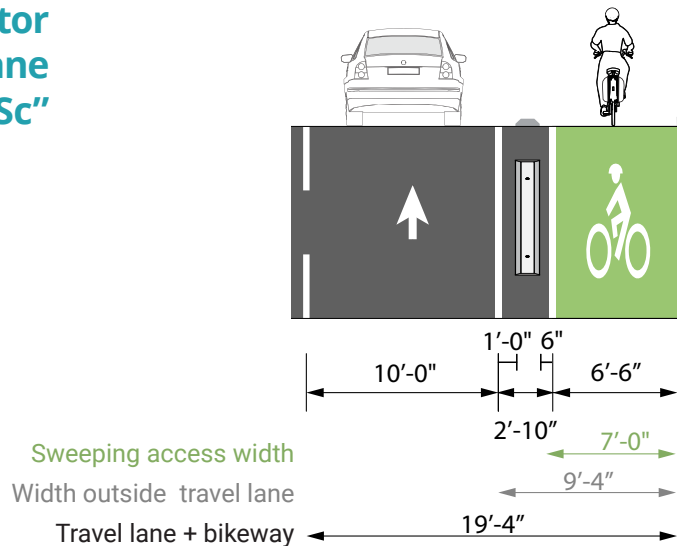 tor
ane
Sc”
1’-0" 6"
10’-0" 6’-6"
2’-10”
Sweeping access width 7’-0"
Width outside travel lane 9’-4”
Travel lane + bikeway 19’-4”